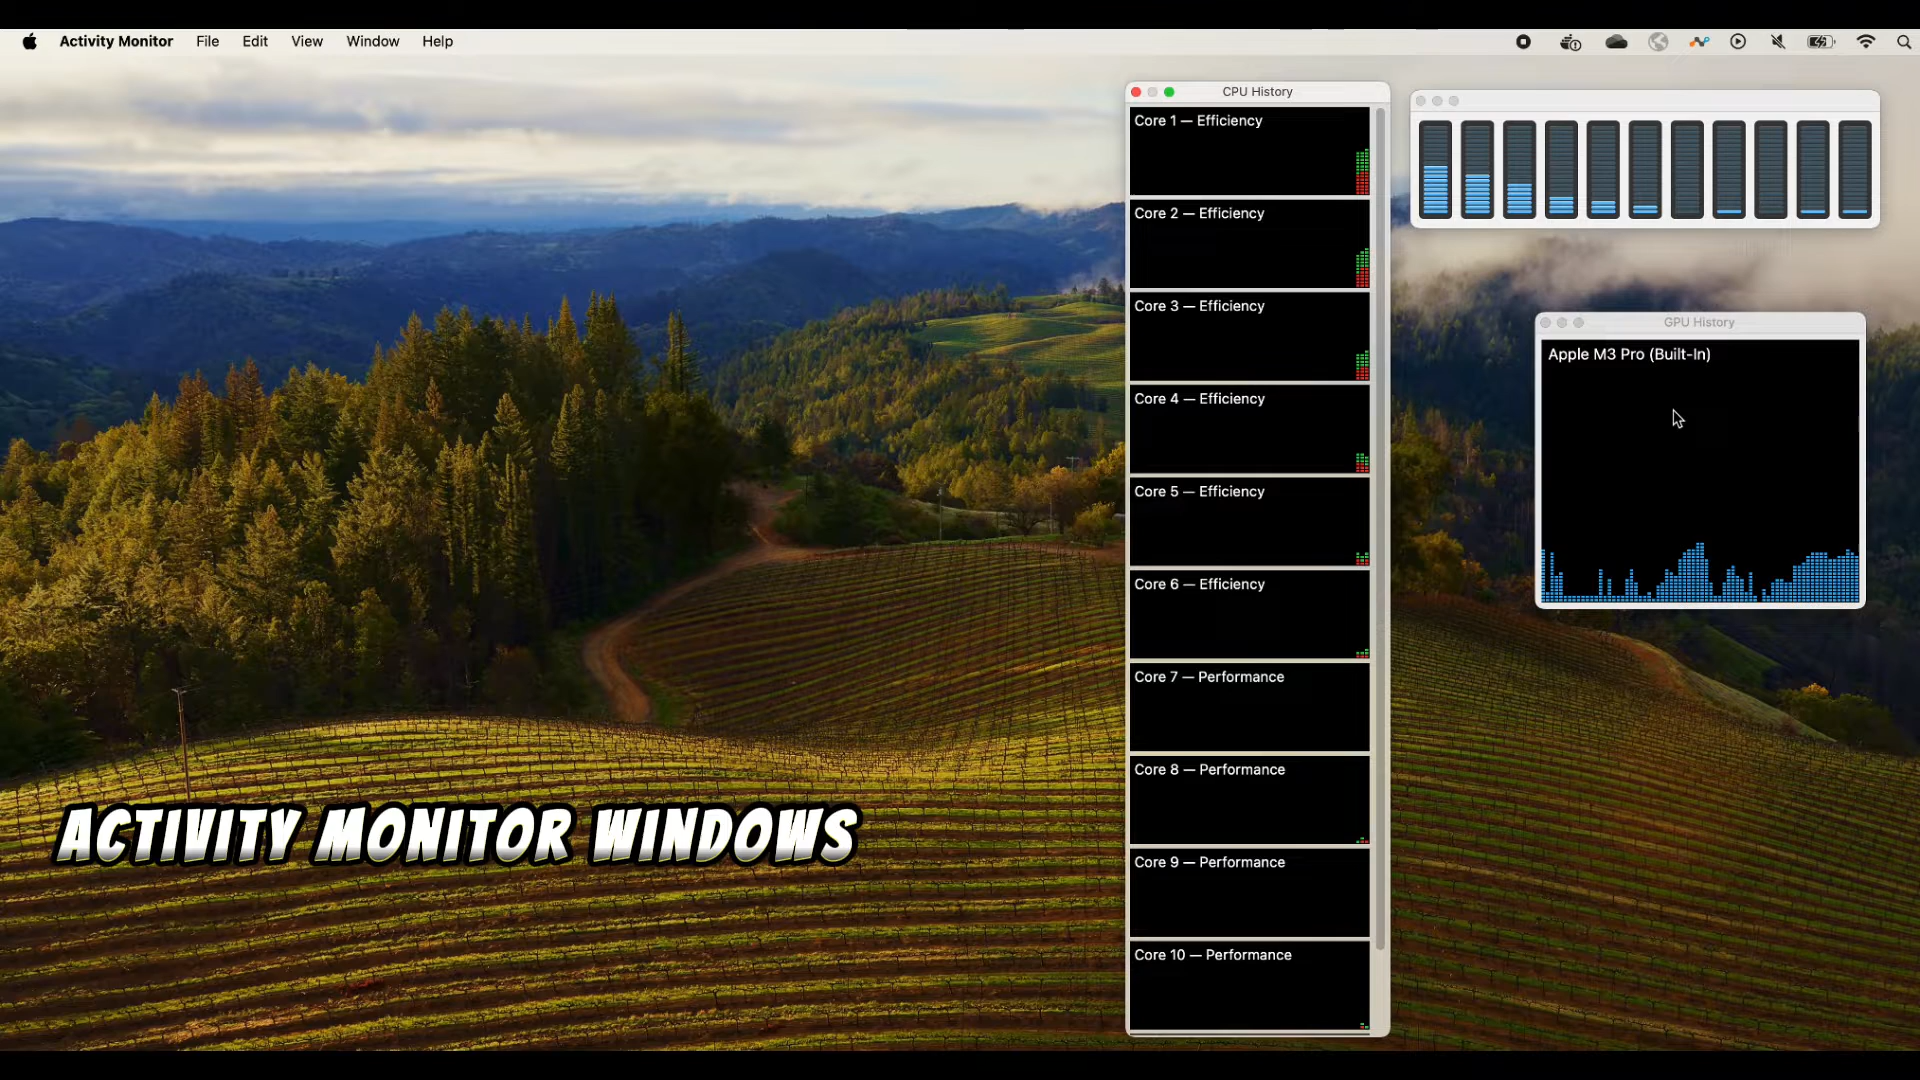 Activity Monitor File Edit View Window Help
CPU History
Core 1 — Efficiency
Core 2 — Efficiency
Core 3 — Efficiency
Core 4 — Efficiency
Core 5 — Efficiency
Core 6 — Efficiency
Core 7 — Performance
Core 8 — Performance
Core 9 — Performance
Core 10 — Performance
GPU History
Apple M3 Pro (Built-In)
ACTIVITY MONITOR WINDOWS